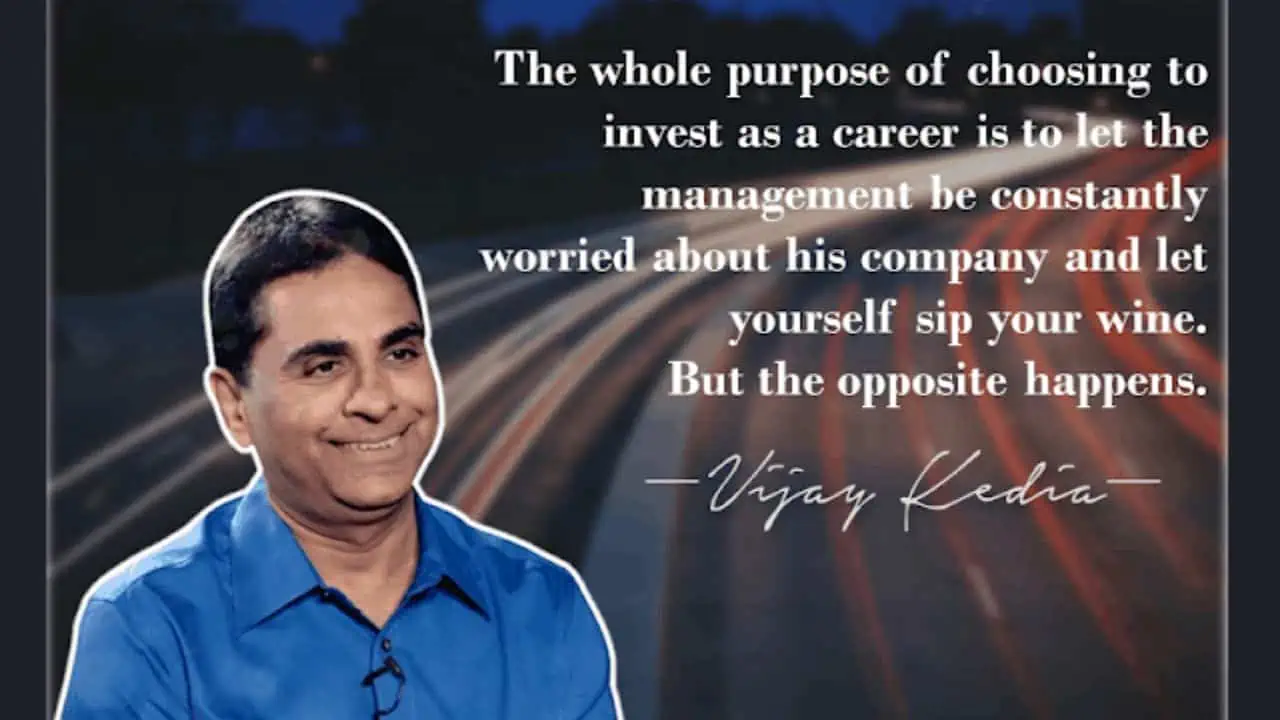 The whole purpose of choosing to
invest as a career is to let the
management be constantly
worried about his company and let
yourself sip your wine.
But the opposite happens.
—Vijay Kedia—